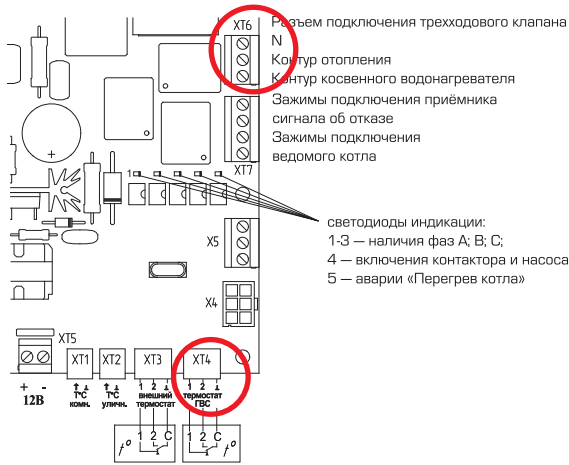 XT6
Разъем подключения трехходового клапана
N
Контур отопления
Контур косвенного водонагревателя
Зажимы подключения приёмника
сигнала об отказе
Зажимы подключения
ведомого котла
XT7
+
1
светодиоды индикации:
1-3 — наличия фаз А; В; С;
4 — включения контактора и насоса
5 — аварии «Перегрев котла»
X5
X4
XT5
XT1 XT2 XT3 XT4
+ -
12В
T°C
комн.
T°C
уличн.
1 2
внешний
термостат
1 2
термостат
ГВС
1 2 C
t°
1 2 C
t°